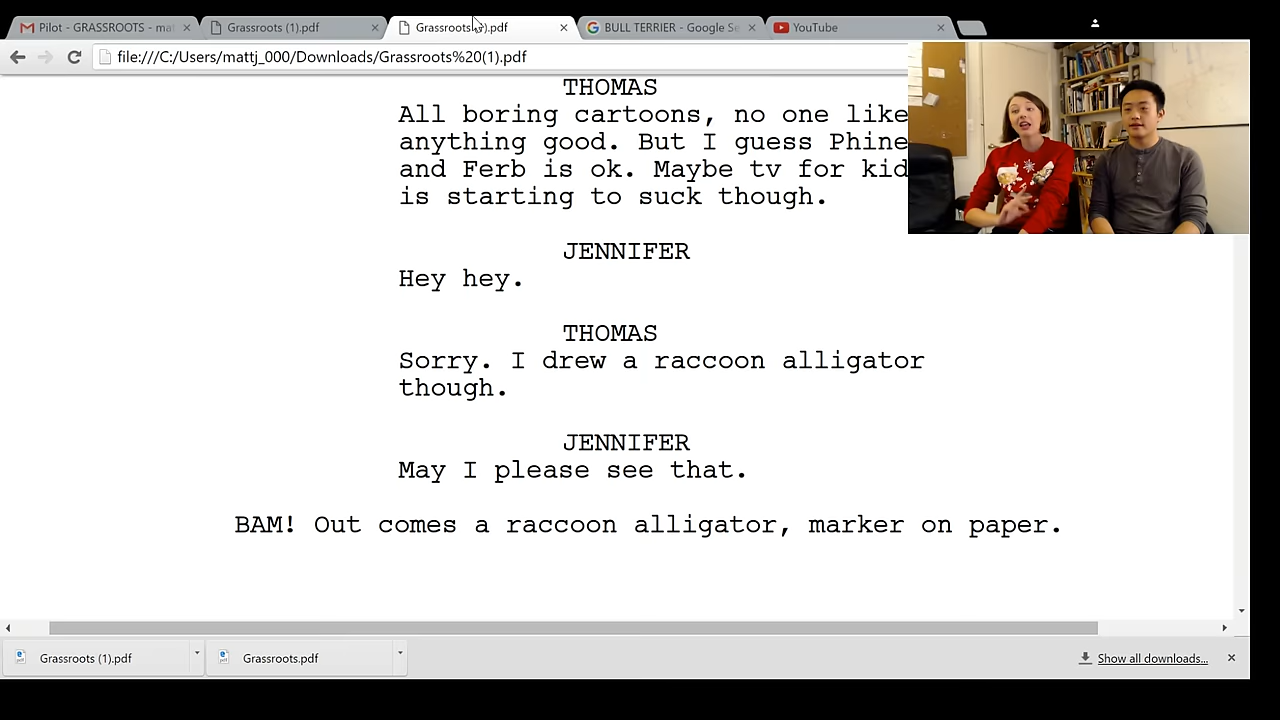 Pilot - GRASSROOTS - ma
Grassroots (1).pdf
Grassroots
).pdf
BULL TERRIER - Google Se
YouTube
file:///C:/Users/mattj_000/Downloads/Grassroots%20(1).pdf
THOMAS
All boring cartoons, no one like
anything good. But I guess Phine
and Ferb is ok. Maybe tv for kid
is starting to suck though.
JENNIFER
Hey hey.
THOMAS
Sorry. I drew a raccoon alligator
though.
JENNIFER
May I please see that.
BAM! Out comes a raccoon alligator, marker on paper.
Grassroots (1).pdf
Grassroots.pdf
Show all downloads...